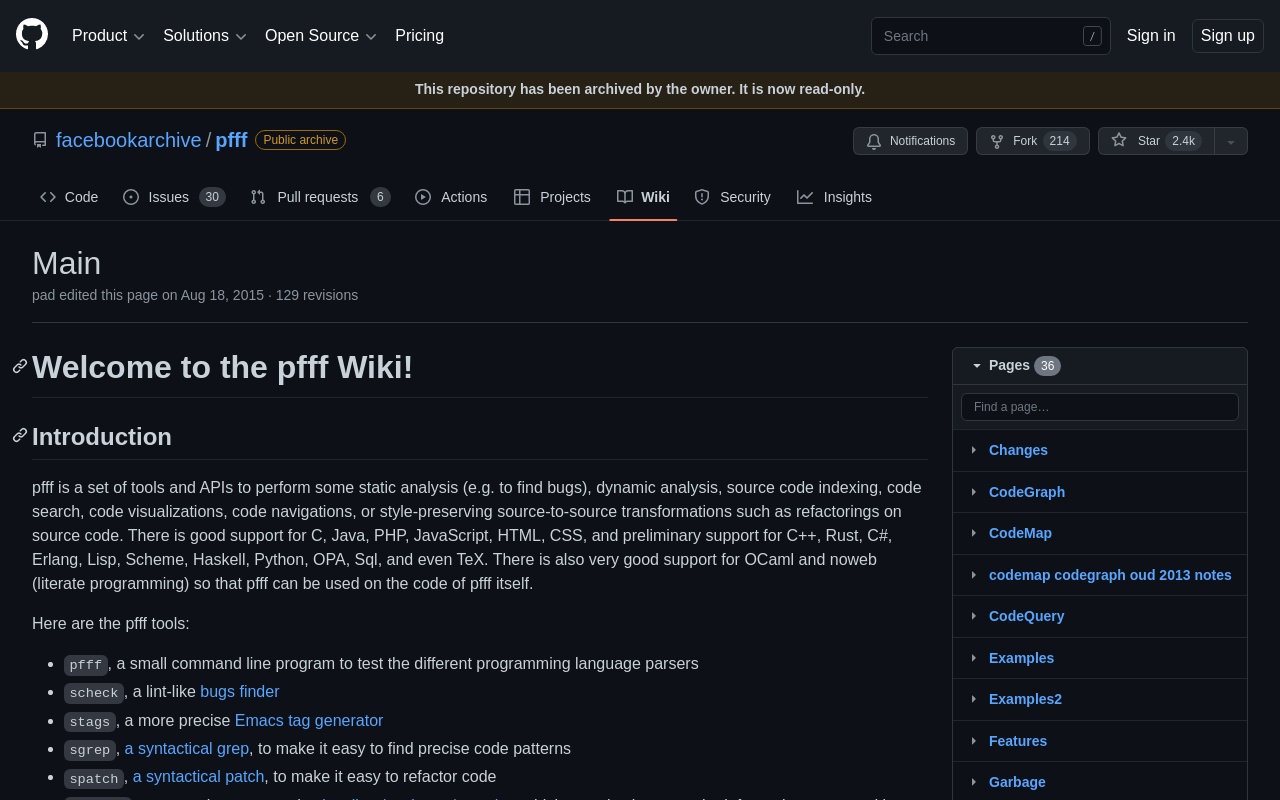 Product
Solutions
Open Source
Pricing
Search
/
Sign in
Sign up
This repository has been archived by the owner. It is now read-only.
facebookarchive / pfff Public archive
Notifications
Fork 214
Star 2.4k
Code
Issues 30
Pull requests 6
Actions
Projects
Wiki
Security
Insights
Main
pad edited this page on Aug 18, 2015 · 129 revisions
Welcome to the pfff Wiki!
Introduction
pfff is a set of tools and APIs to perform some static analysis (e.g. to find bugs), dynamic analysis, source code indexing, code
search, code visualizations, code navigations, or style-preserving source-to-source transformations such as refactorings on
source code. There is good support for C, Java, PHP, JavaScript, HTML, CSS, and preliminary support for C++, Rust, C#,
Erlang, Lisp, Scheme, Haskell, Python, OPA, Sql, and even TeX. There is also very good support for OCaml and noweb
(literate programming) so that pfff can be used on the code of pfff itself.
Here are the pfff tools:
pfff, a small command line program to test the different programming language parsers
scheck, a lint-like bugs finder
stags, a more precise Emacs tag generator
sgrep, a syntactical grep, to make it easy to find precise code patterns
spatch, a syntactical patch, to make it easy to refactor code
Pages 36
Find a page…
Changes
CodeGraph
CodeMap
codemap codegraph oud 2013 notes
CodeQuery
Examples
Examples2
Features
Garbage